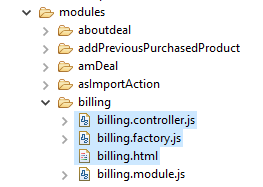 modules
aboutdeal
addPreviousPurchasedProduct
amDeal
asImportAction
billing
billing.controller.js
billing.factory.js
billing.html
billing.module.js